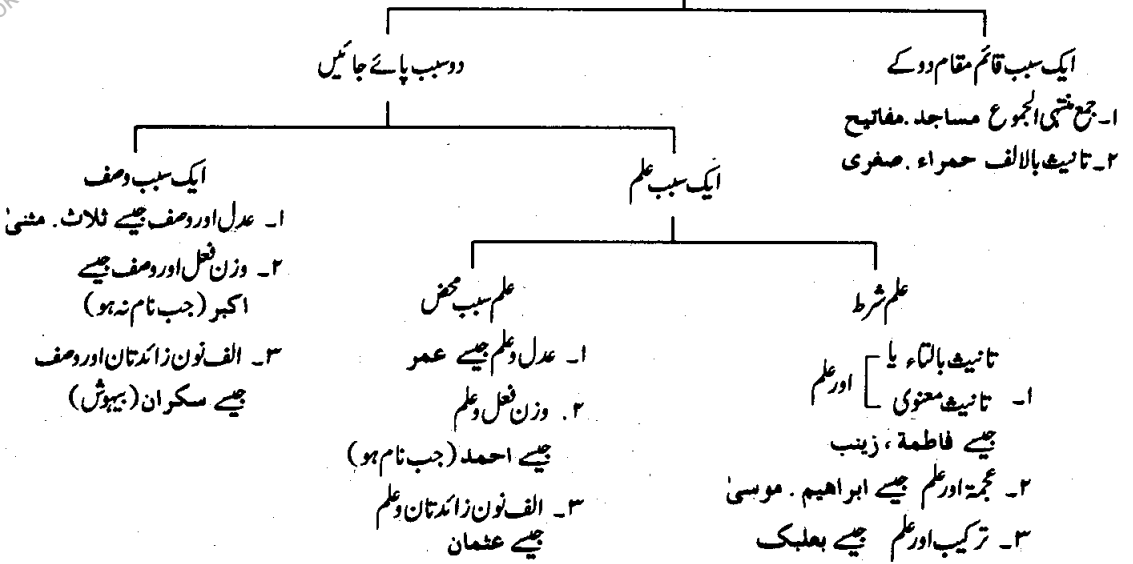 ایک سبب قائم مقام دو کے
۱۔ جمع منتہی الجموع مساجد . مفاتیح
۲۔ تانیث بالالف حمراء . صغری
دو سبب پائے جائیں
ایک سبب علم
علم شرط
۱۔ تانیث بالتاء یا
تانیث معنوی
اور علم
جیسے فاطمة ، زینب
۲۔ عجمۃ اور علم جیسے ابراھیم . موسیٰ
۳۔ ترکیب اور علم جیسے بعلبک
علم سبب محض
۱۔ عدل و علم جیسے عمر
۲. وزن فعل و علم
جیسے احمد (جب نام ہو)
۳۔ الف نون زائدتان و علم
جیسے عثمان
ایک سبب وصف
۱۔ عدل اور وصف جیسے ثلاث . مثنیٰ
۲۔ وزن فعل اور وصف جیسے
اکبر (جب نام نہ ہو)
۳۔ الف نون زائدتان اور وصف
جیسے سکران (بیہوش)